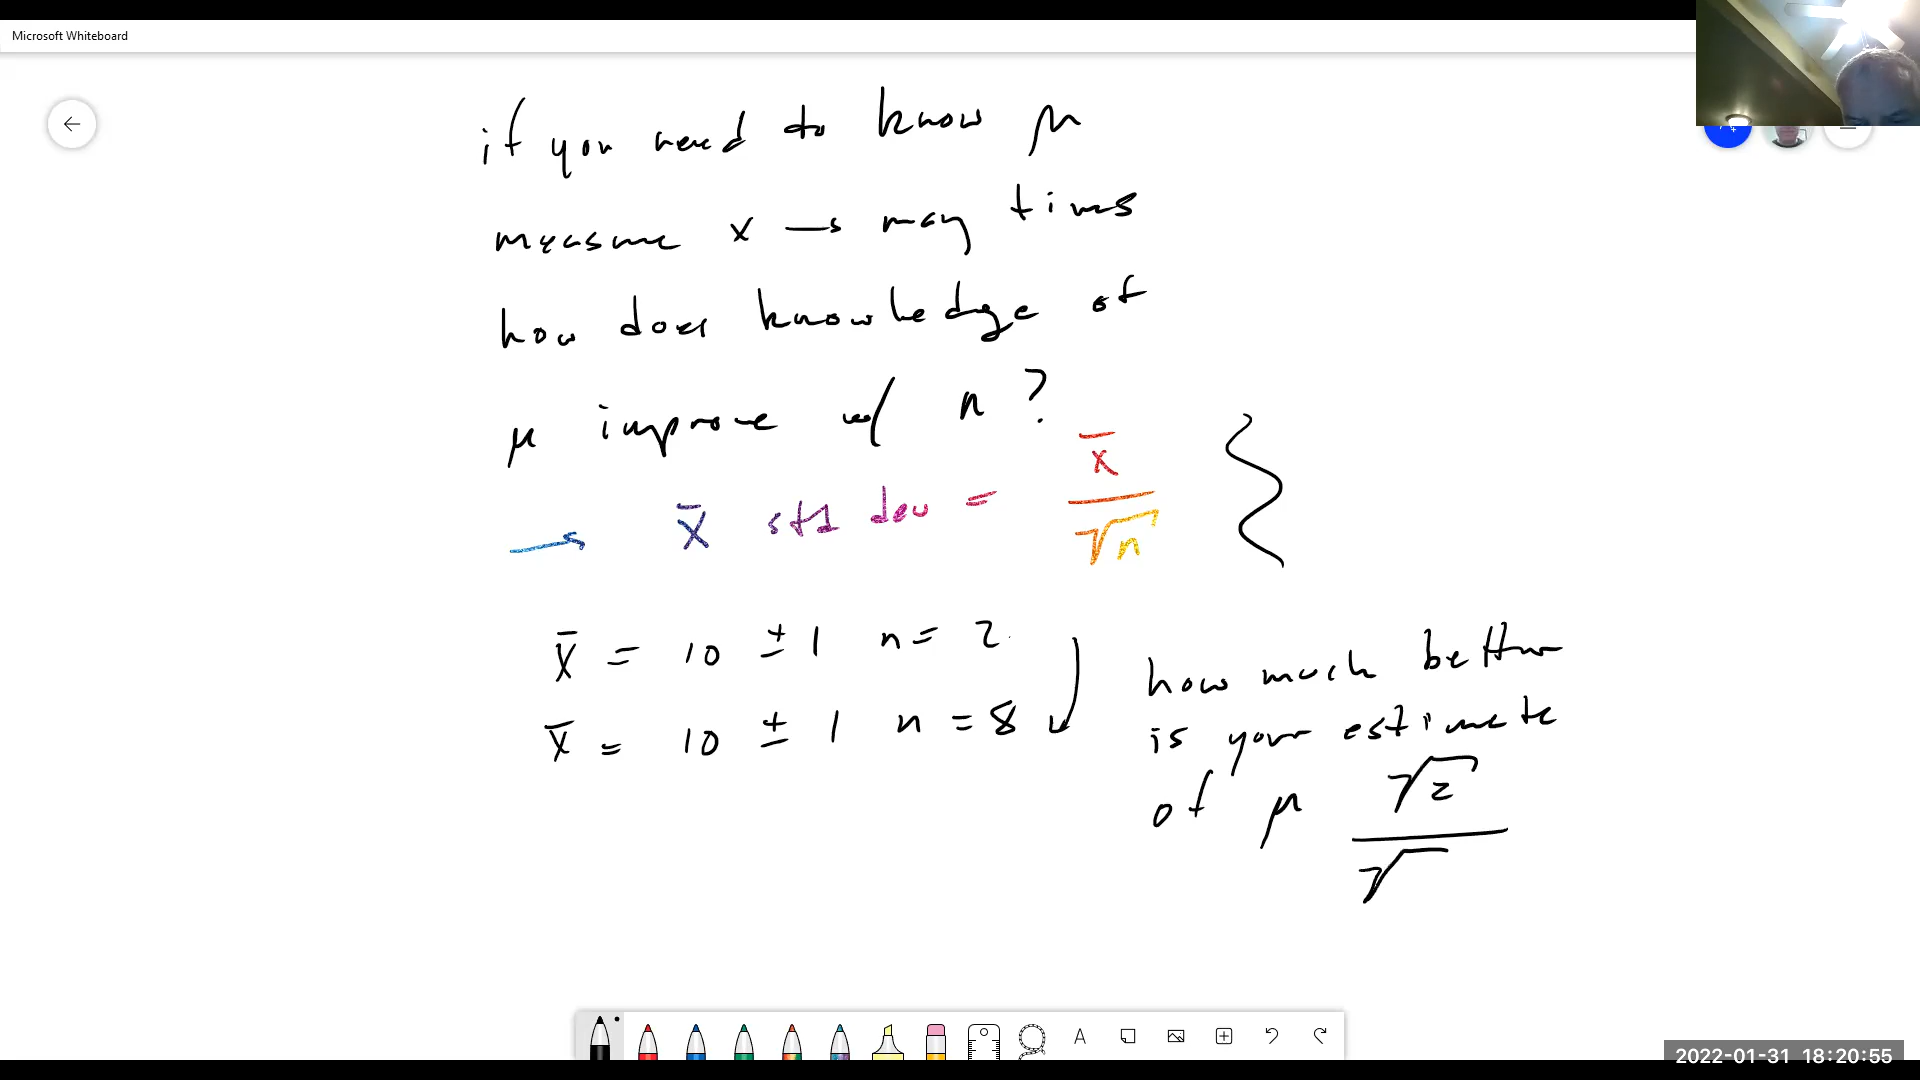 Microsoft Whiteboard
if you need to know μ
measure x → many times
how does knowledge of
μ improve w/ n ?
→ x̄ std dev = x̄ / √n
x̄ = 10 ± 1 n = 2
x̄ = 10 ± 1 n = 8
how much better
is your estimate
of μ √2 / √
A
2022-01-31 18:20:55